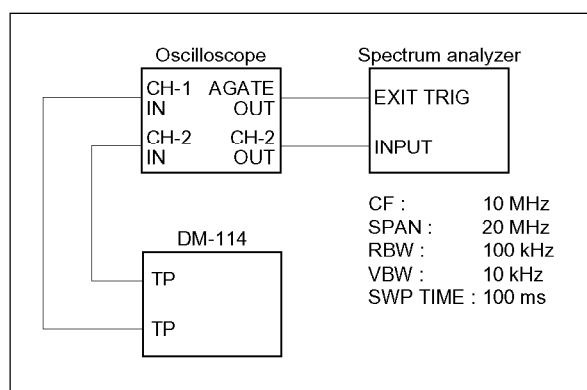 Oscilloscope
Spectrum analyzer
CH-1 AGATE
IN OUT
CH-2 CH-2
IN OUT
EXIT TRIG
INPUT
CF : 10 MHz
SPAN : 20 MHz
RBW : 100 kHz
VBW : 10 kHz
SWP TIME : 100 ms
DM-114
TP
TP